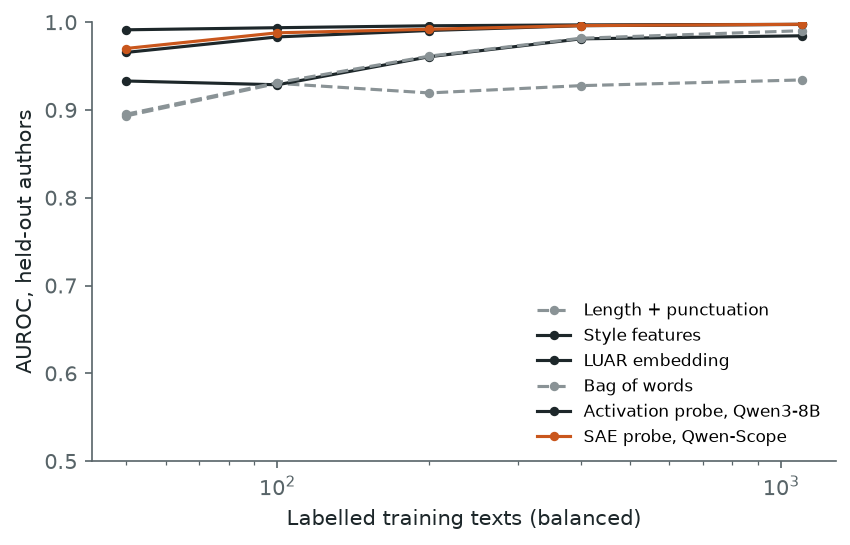 1.0
0.9
0.8
0.7
0.6
0.5
AUROC, held-out authors
Length + punctuation
Style features
LUAR embedding
Bag of words
Activation probe, Qwen3-8B
SAE probe, Qwen-Scope
10²
10³
Labelled training texts (balanced)